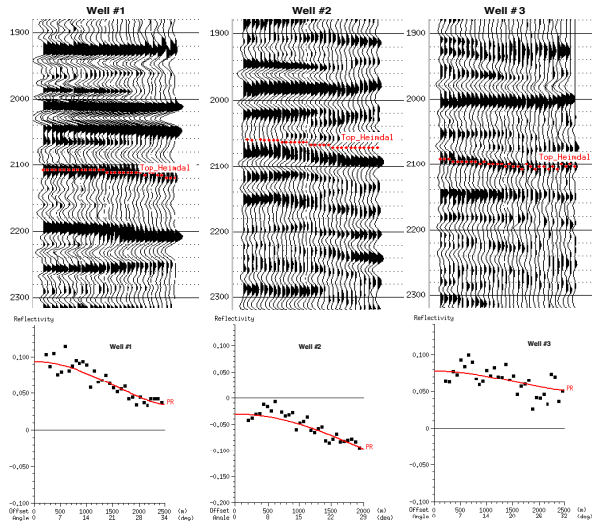 Well #1
Well #2
Well #3
1900
2000
2100
2200
2300
Top_Heimdal
1900
2000
2100
2200
2300
Top_Heimdal
1900
2000
2100
2200
2300
Top_Heimdal
Reflectivity
Well #1
0,100
0,050
0
-0,050
-0,100
PR
Offset 0 500 1000 1500 2000 2500 (m)
Angle 7 14 21 28 34 (deg)
Reflectivity
Well #2
0,100
0,050
0
-0,050
-0,100
-0,150
-0,200
PR
Offset 0 500 1000 1500 2000 (m)
Angle 8 15 22 29 (deg)
Reflectivity
Well #3
0,150
0,100
0,050
0
-0,050
-0,100
PR
Offset 0 500 1000 1500 2000 2500 (m)
Angle 7 14 20 26 32 (deg)